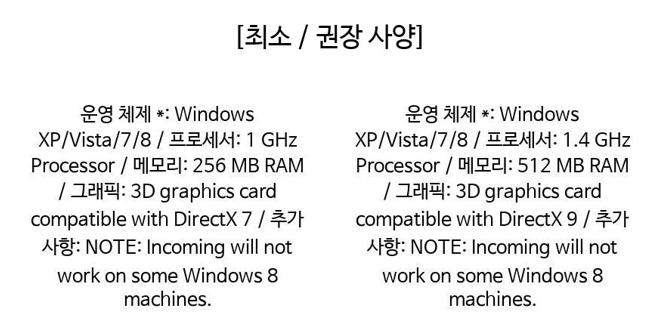 [최소 / 권장 사양]
운영 체제 *: Windows
XP/Vista/7/8 / 프로세서: 1 GHz
Processor / 메모리: 256 MB RAM
/ 그래픽: 3D graphics card
compatible with DirectX 7 / 추가
사항: NOTE: Incoming will not
work on some Windows 8
machines.
운영 체제 *: Windows
XP/Vista/7/8 / 프로세서: 1.4 GHz
Processor / 메모리: 512 MB RAM
/ 그래픽: 3D graphics card
compatible with DirectX 9 / 추가
사항: NOTE: Incoming will not
work on some Windows 8
machines.